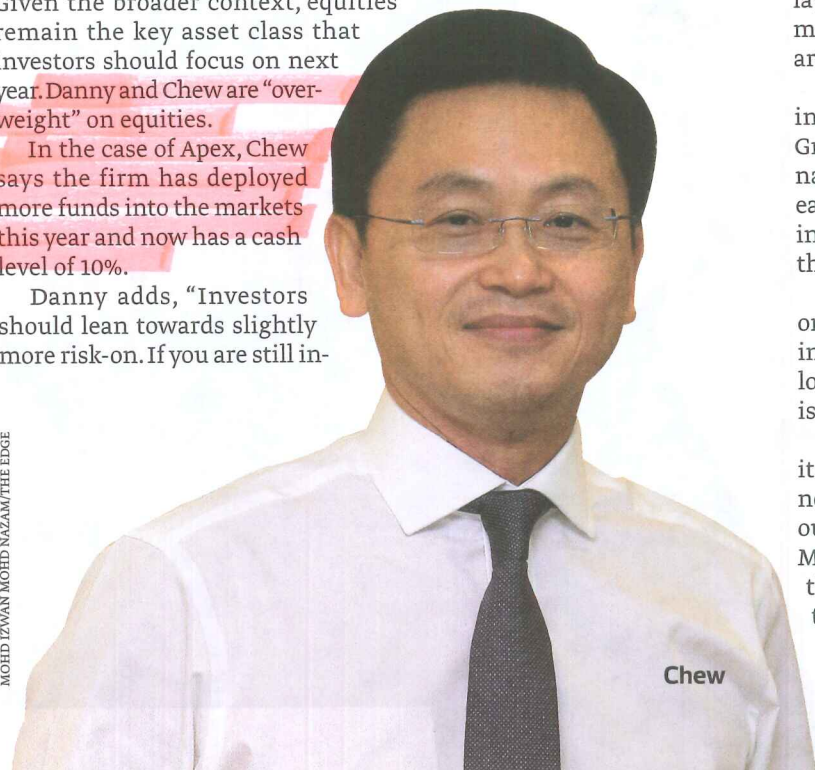 Given the broader context, equities
remain the key asset class that
investors should focus on next
year. Danny and Chew are “over-
weight” on equities.
In the case of Apex, Chew
says the firm has deployed
more funds into the markets
this year and now has a cash
level of 10%.
Danny adds, “Investors
should lean towards slightly
more risk-on. If you are still in-
MOHD IZWAN MOHD NAZAM/THE EDGE
Chew